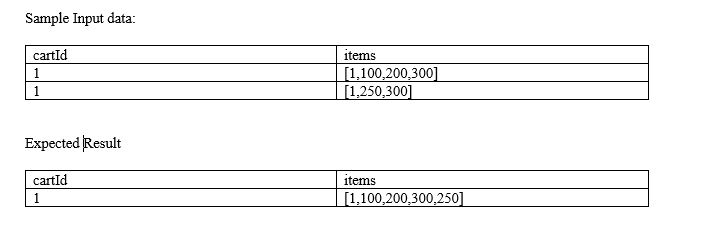 Sample Input data:
cartId items
1 [1,100,200,300]
1 [1,250,300]
Expected Result
cartId items
1 [1,100,200,300,250]